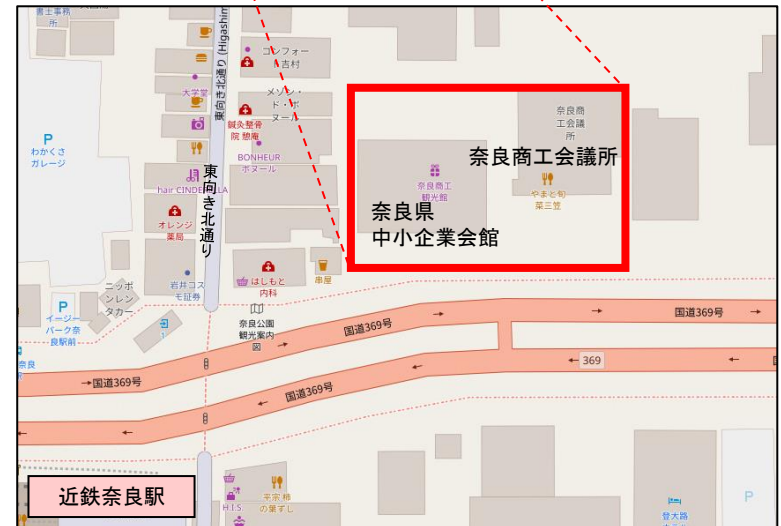 書士事務
所
東向き北通り (Higashim
コンフォー
ト吉村
大学堂
メゾン・
ド・ボ
ヌール
鍼灸整骨
院 憩庵
P
わかくさ
ガレージ
BONHEUR
ボヌール
hair CINDERELLA
東向き北通り
オレンジ
薬局
奈良商
工会議
所
奈良商工会議所
奈良商工
観光館
やまと旬
菜三笠
奈良県
中小企業会館
岩井コス
モ証券
はしもと
内科
串屋
ニッポ
ンレン
タカー
P
イージー
パーク奈
良駅前
1
奈良公園
観光案内
図
国道369号
国道369号
奈良
369
国道369号
国道369号
近鉄奈良駅
H.I.S.
平宗 柿
の葉ずし
登大路
P